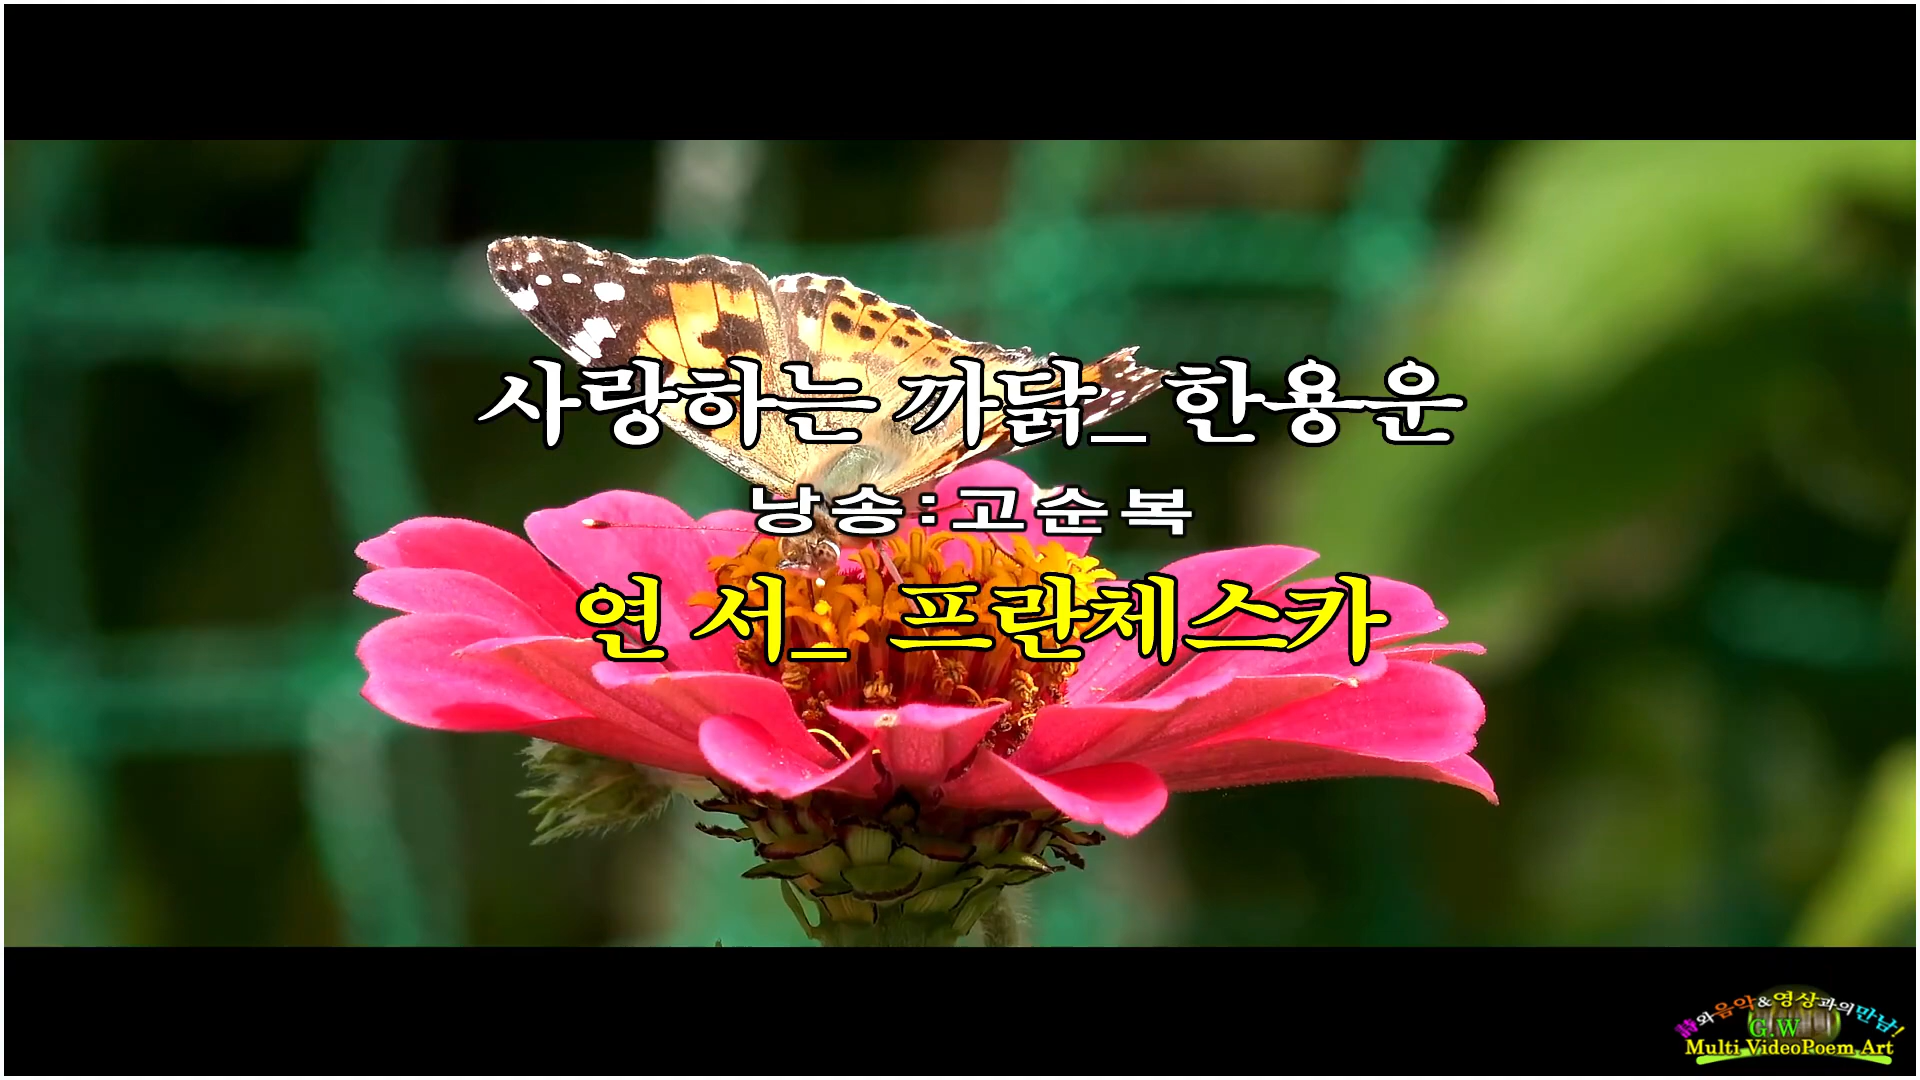 사랑하는 까닭_ 한용운
낭송:고순복
연 서_ 프란체스카
詩와음악&영상과의만남!
G.W
Multi VideoPoem Art